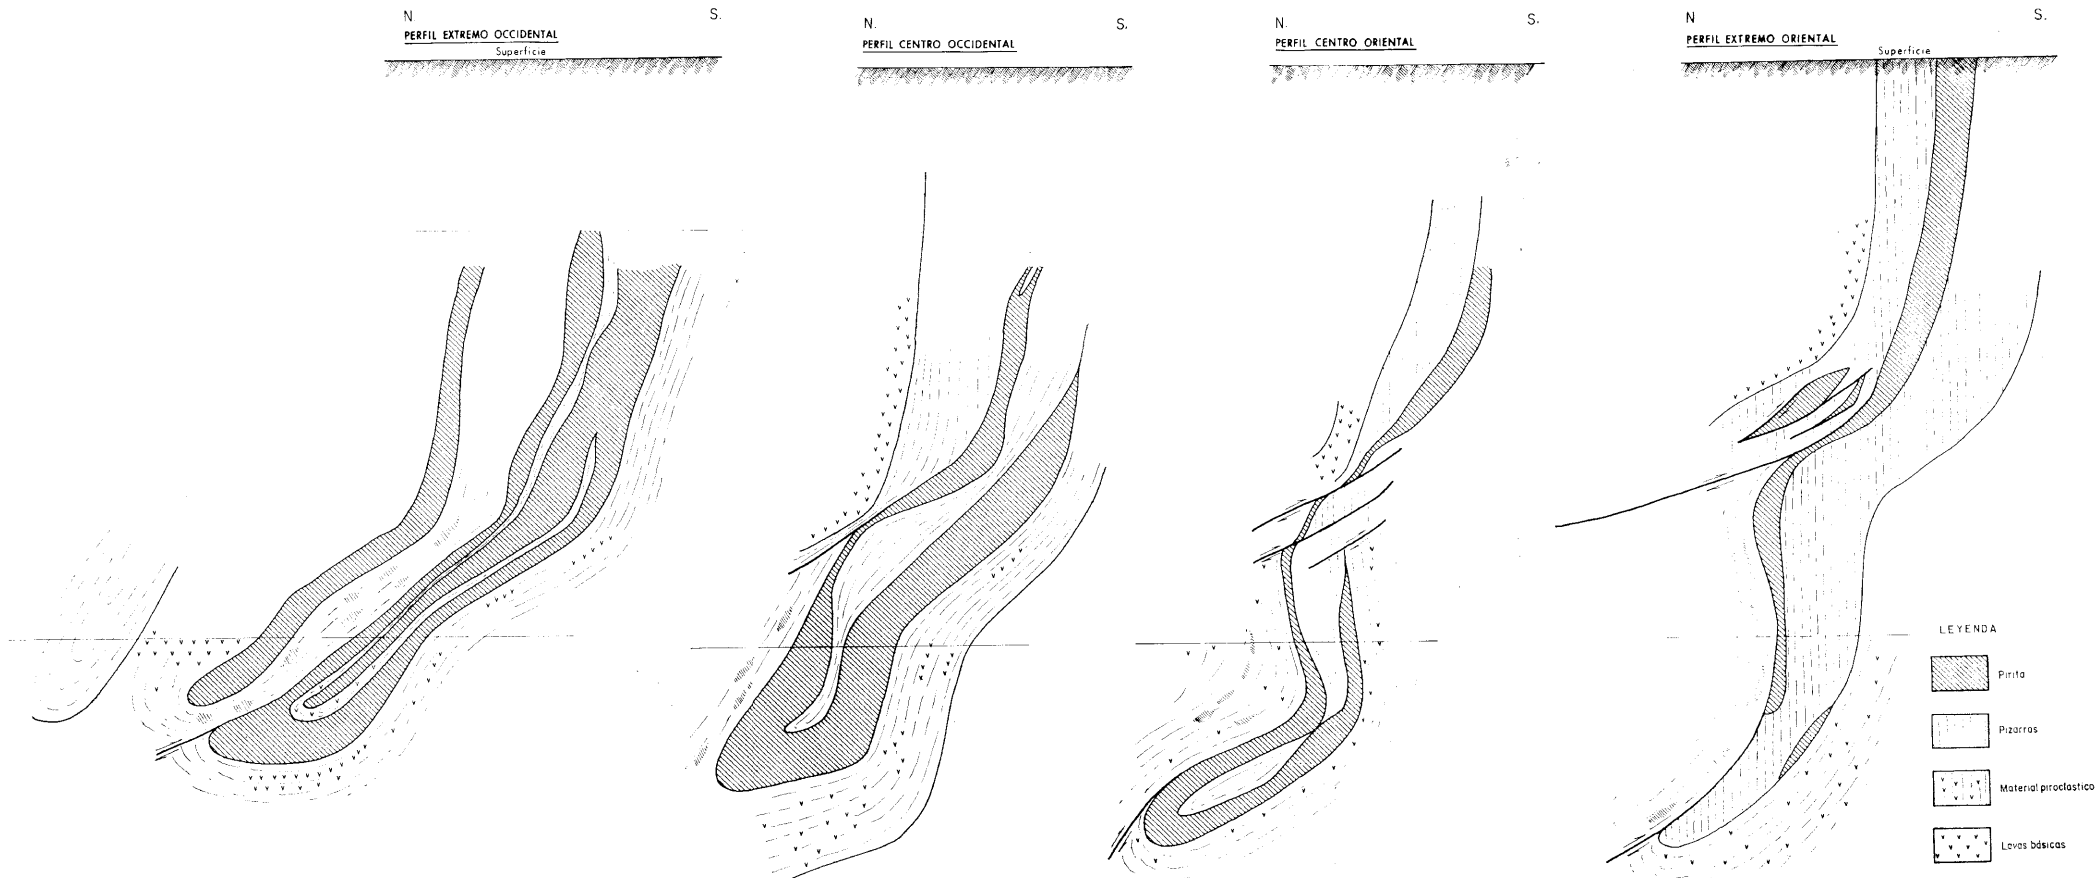 N.
S.
PERFIL EXTREMO OCCIDENTAL
Superficie
N.
S.
PERFIL CENTRO OCCIDENTAL
N.
S.
PERFIL CENTRO ORIENTAL
N
S.
PERFIL EXTREMO ORIENTAL
Superficie
LEYENDA
Pirita
Pizarras
Material piroclastico
Lavas básicas